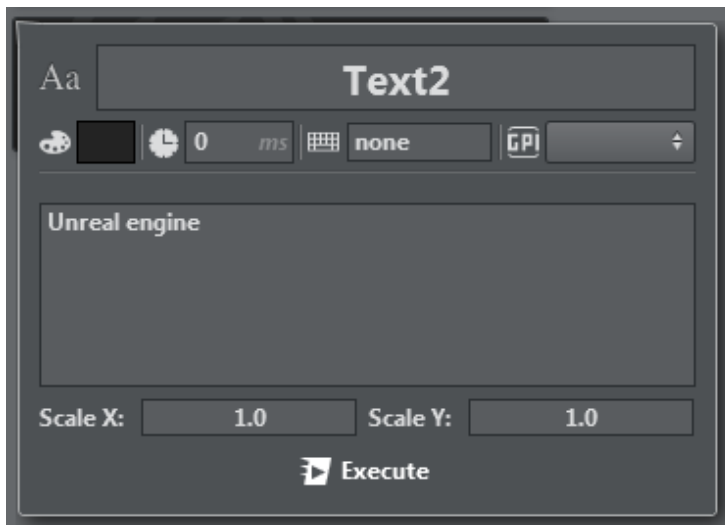 Aa Text2
0 ms none GPI
Unreal engine
Scale X: 1.0 Scale Y: 1.0
Execute